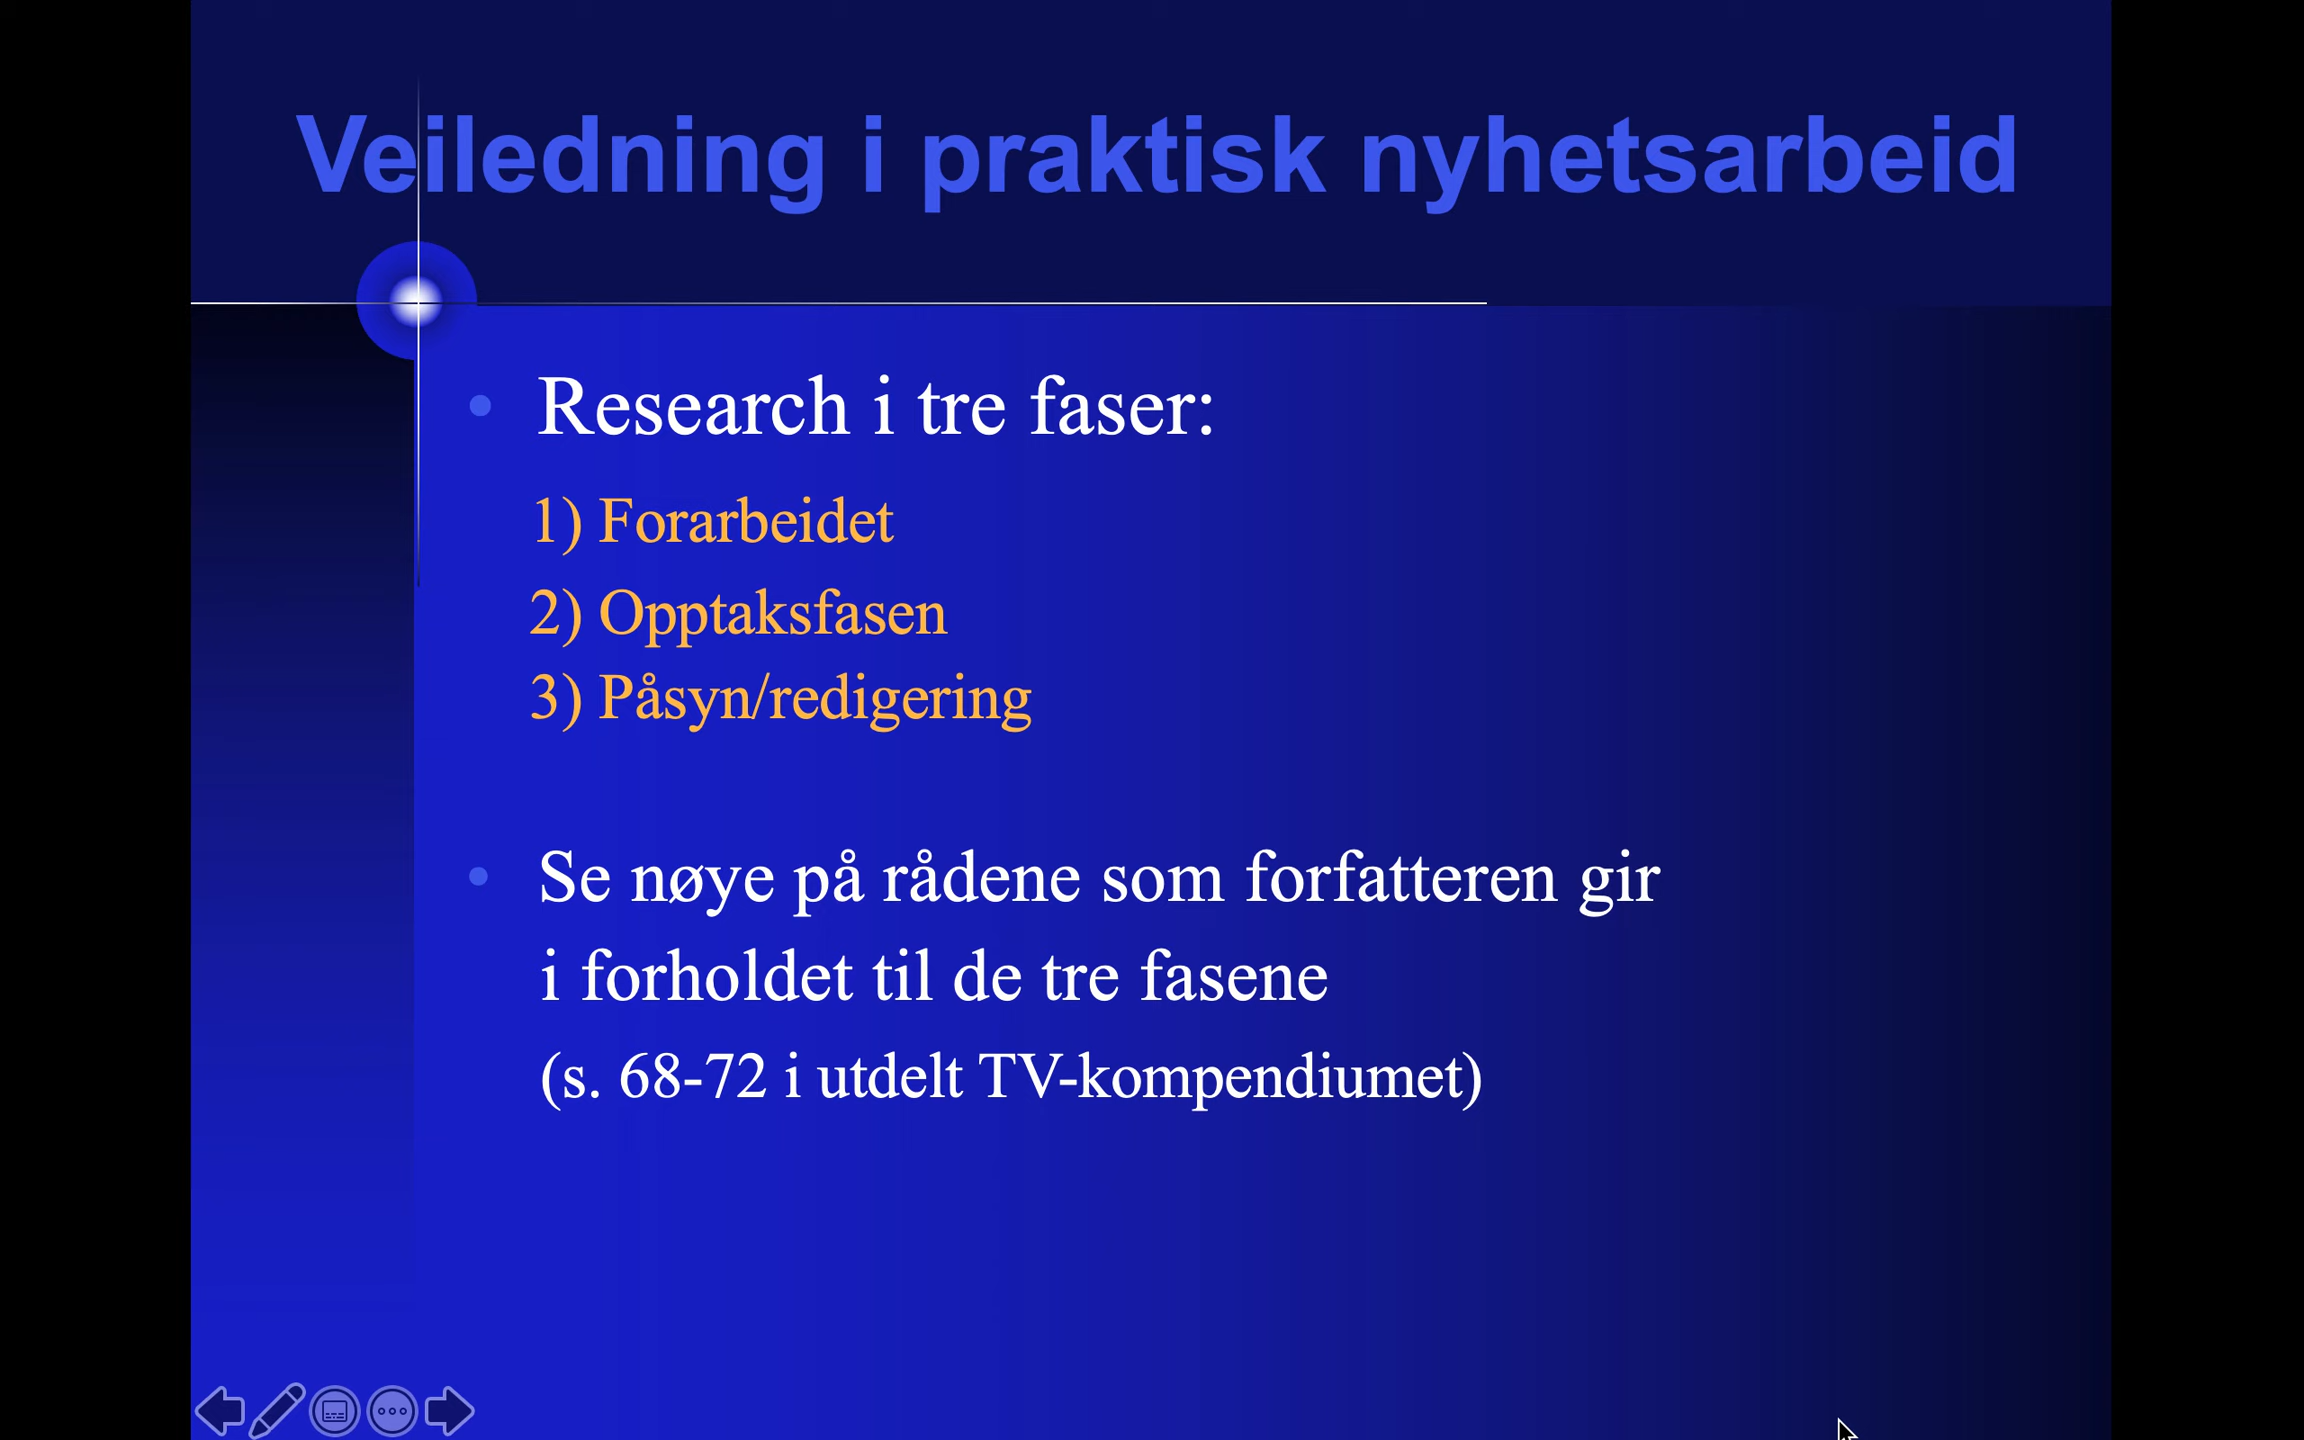 Veiledning i praktisk nyhetsarbeid
• Research i tre faser:
1) Forarbeidet
2) Opptaksfasen
3) Påsyn/redigering
• Se nøye på rådene som forfatteren gir
i forholdet til de tre fasene
(s. 68-72 i utdelt TV-kompendiumet)